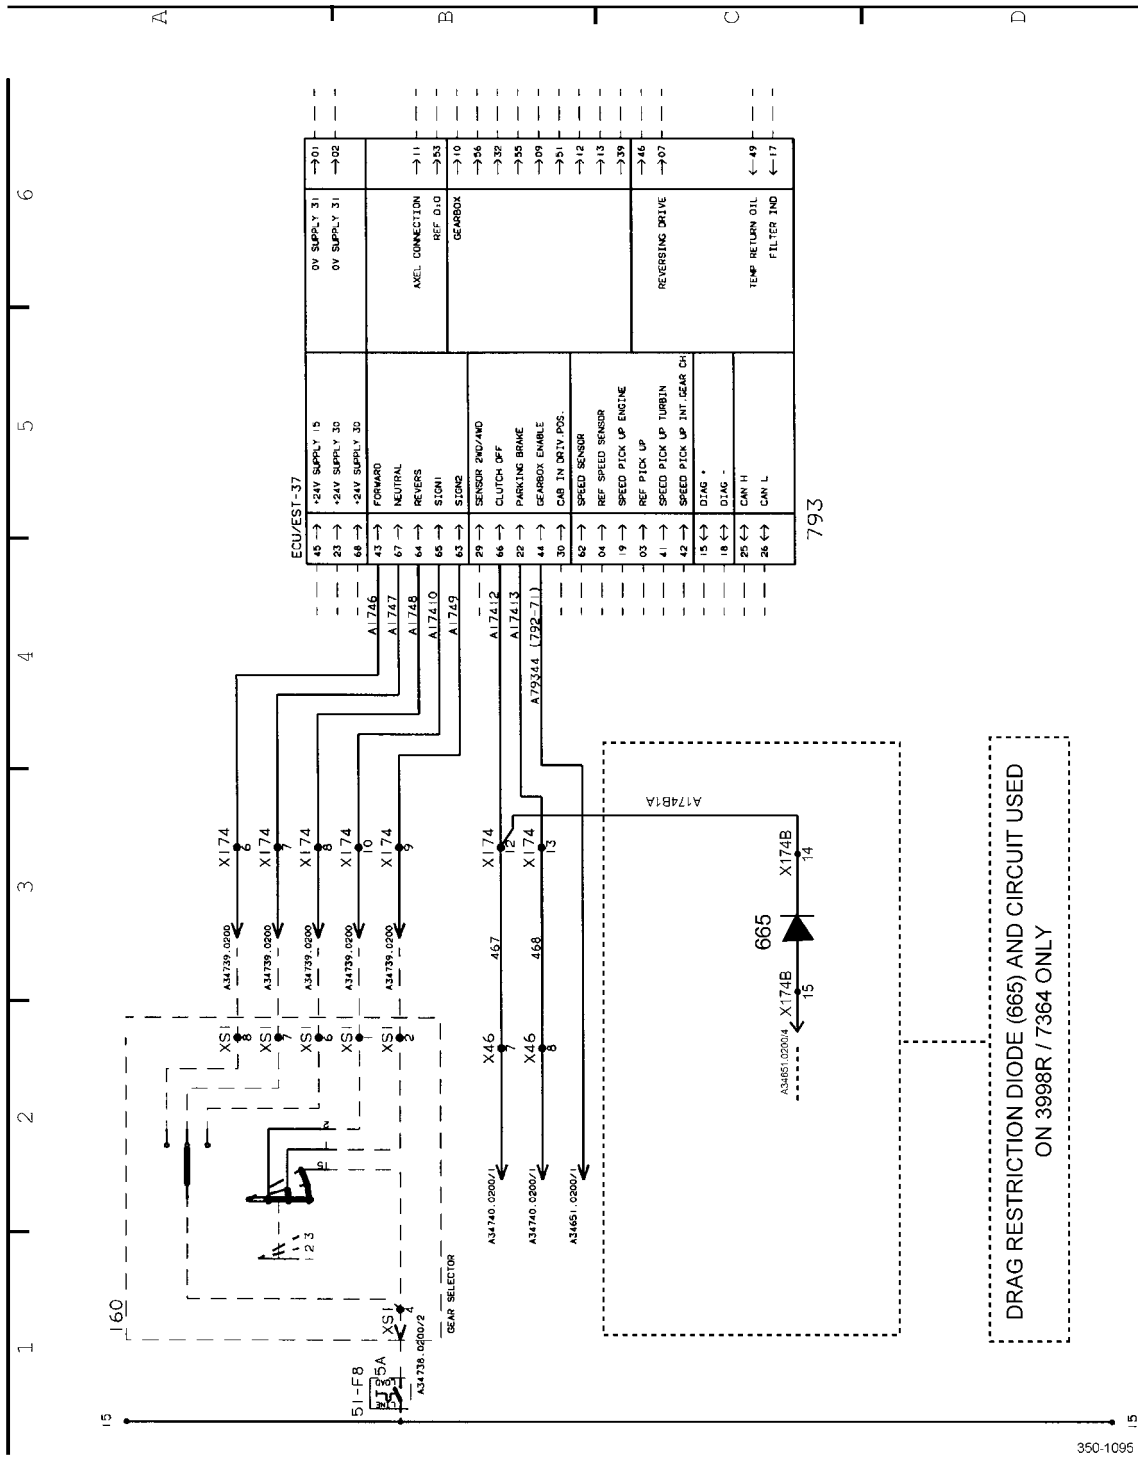 A
B
C
D
6
5
4
3
2
1
ECU/EST-37
45 → +24V SUPPLY 15
23 → +24V SUPPLY 30
68 → +24V SUPPLY 30
43 → FORWARD
67 → NEUTRAL
64 → REVERS
65 → SIGN1
63 → SIGN2
29 → SENSOR 2WD/4WD
66 → CLUTCH OFF
22 → PARKING BRAKE
44 → GEARBOX ENABLE
30 → CAB IN DRIV.POS.
62 → SPEED SENSOR
04 → REF SPEED SENSOR
19 → SPEED PICK UP ENGINE
03 → REF PICK UP
41 → SPEED PICK UP TURBIN
42 → SPEED PICK UP INT.GEAR CH
15 ↔ DIAG +
18 ↔ DIAG -
25 ↔ CAN H
26 ↔ CAN L
0V SUPPLY 31 → 01
0V SUPPLY 31 → 02
AXEL CONNECTION → 11
REF D:0 → 53
GEARBOX → 10
→ 56
→ 32
→ 55
→ 09
→ 51
→ 12
→ 13
→ 39
→ 46
REVERSING DRIVE → 07
TEMP RETURN OIL ← 49
FILTER IND ← 17
793
A1746
A1747
A1748
A17410
A1749
A17412
A17413
A79344 (792-71)
X174 6
X174 7
X174 8
X174 10
X174 9
X174 12
X174 13
A34739.0200
A34739.0200
A34739.0200
A34739.0200
A34739.0200
XS1 8
XS1 7
XS1 6
XS1 1
XS1 2
467
468
X46 7
X46 8
A34740.0200/1
A34740.0200/1
A34651.0200/1
A174B1A
X174B 14
665
X174B 15
A34651.0200/4
2
1
15
1 2 3
160
XS1 4
GEAR SELECTOR
A34738.0200/2
51-F8
5A
15
15
DRAG RESTRICTION DIODE (665) AND CIRCUIT USED
ON 3998R / 7364 ONLY
350-1095